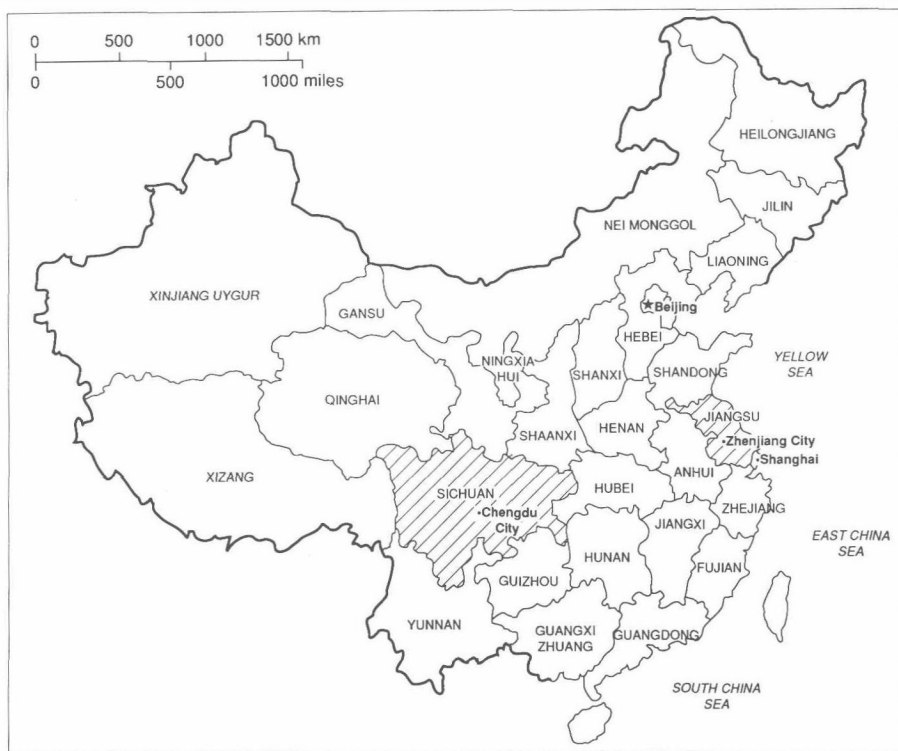 0 500 1000 1500 km
0 500 1000 miles
HEILONGJIANG
JILIN
NEI MONGGOL
LIAONING
XINJIANG UYGUR
GANSU
★Beijing
HEBEI
NINGXIA
HUI
SHANXI
SHANDONG
YELLOW
SEA
QINGHAI
JIANGSU
SHAANXI
HENAN
•Zhenjiang City
•Shanghai
XIZANG
ANHUI
SICHUAN
HUBEI
•Chengdu
City
ZHEJIANG
JIANGXI
EAST CHINA
SEA
HUNAN
FUJIAN
GUIZHOU
YUNNAN
GUANGXI
ZHUANG
GUANGDONG
SOUTH CHINA
SEA